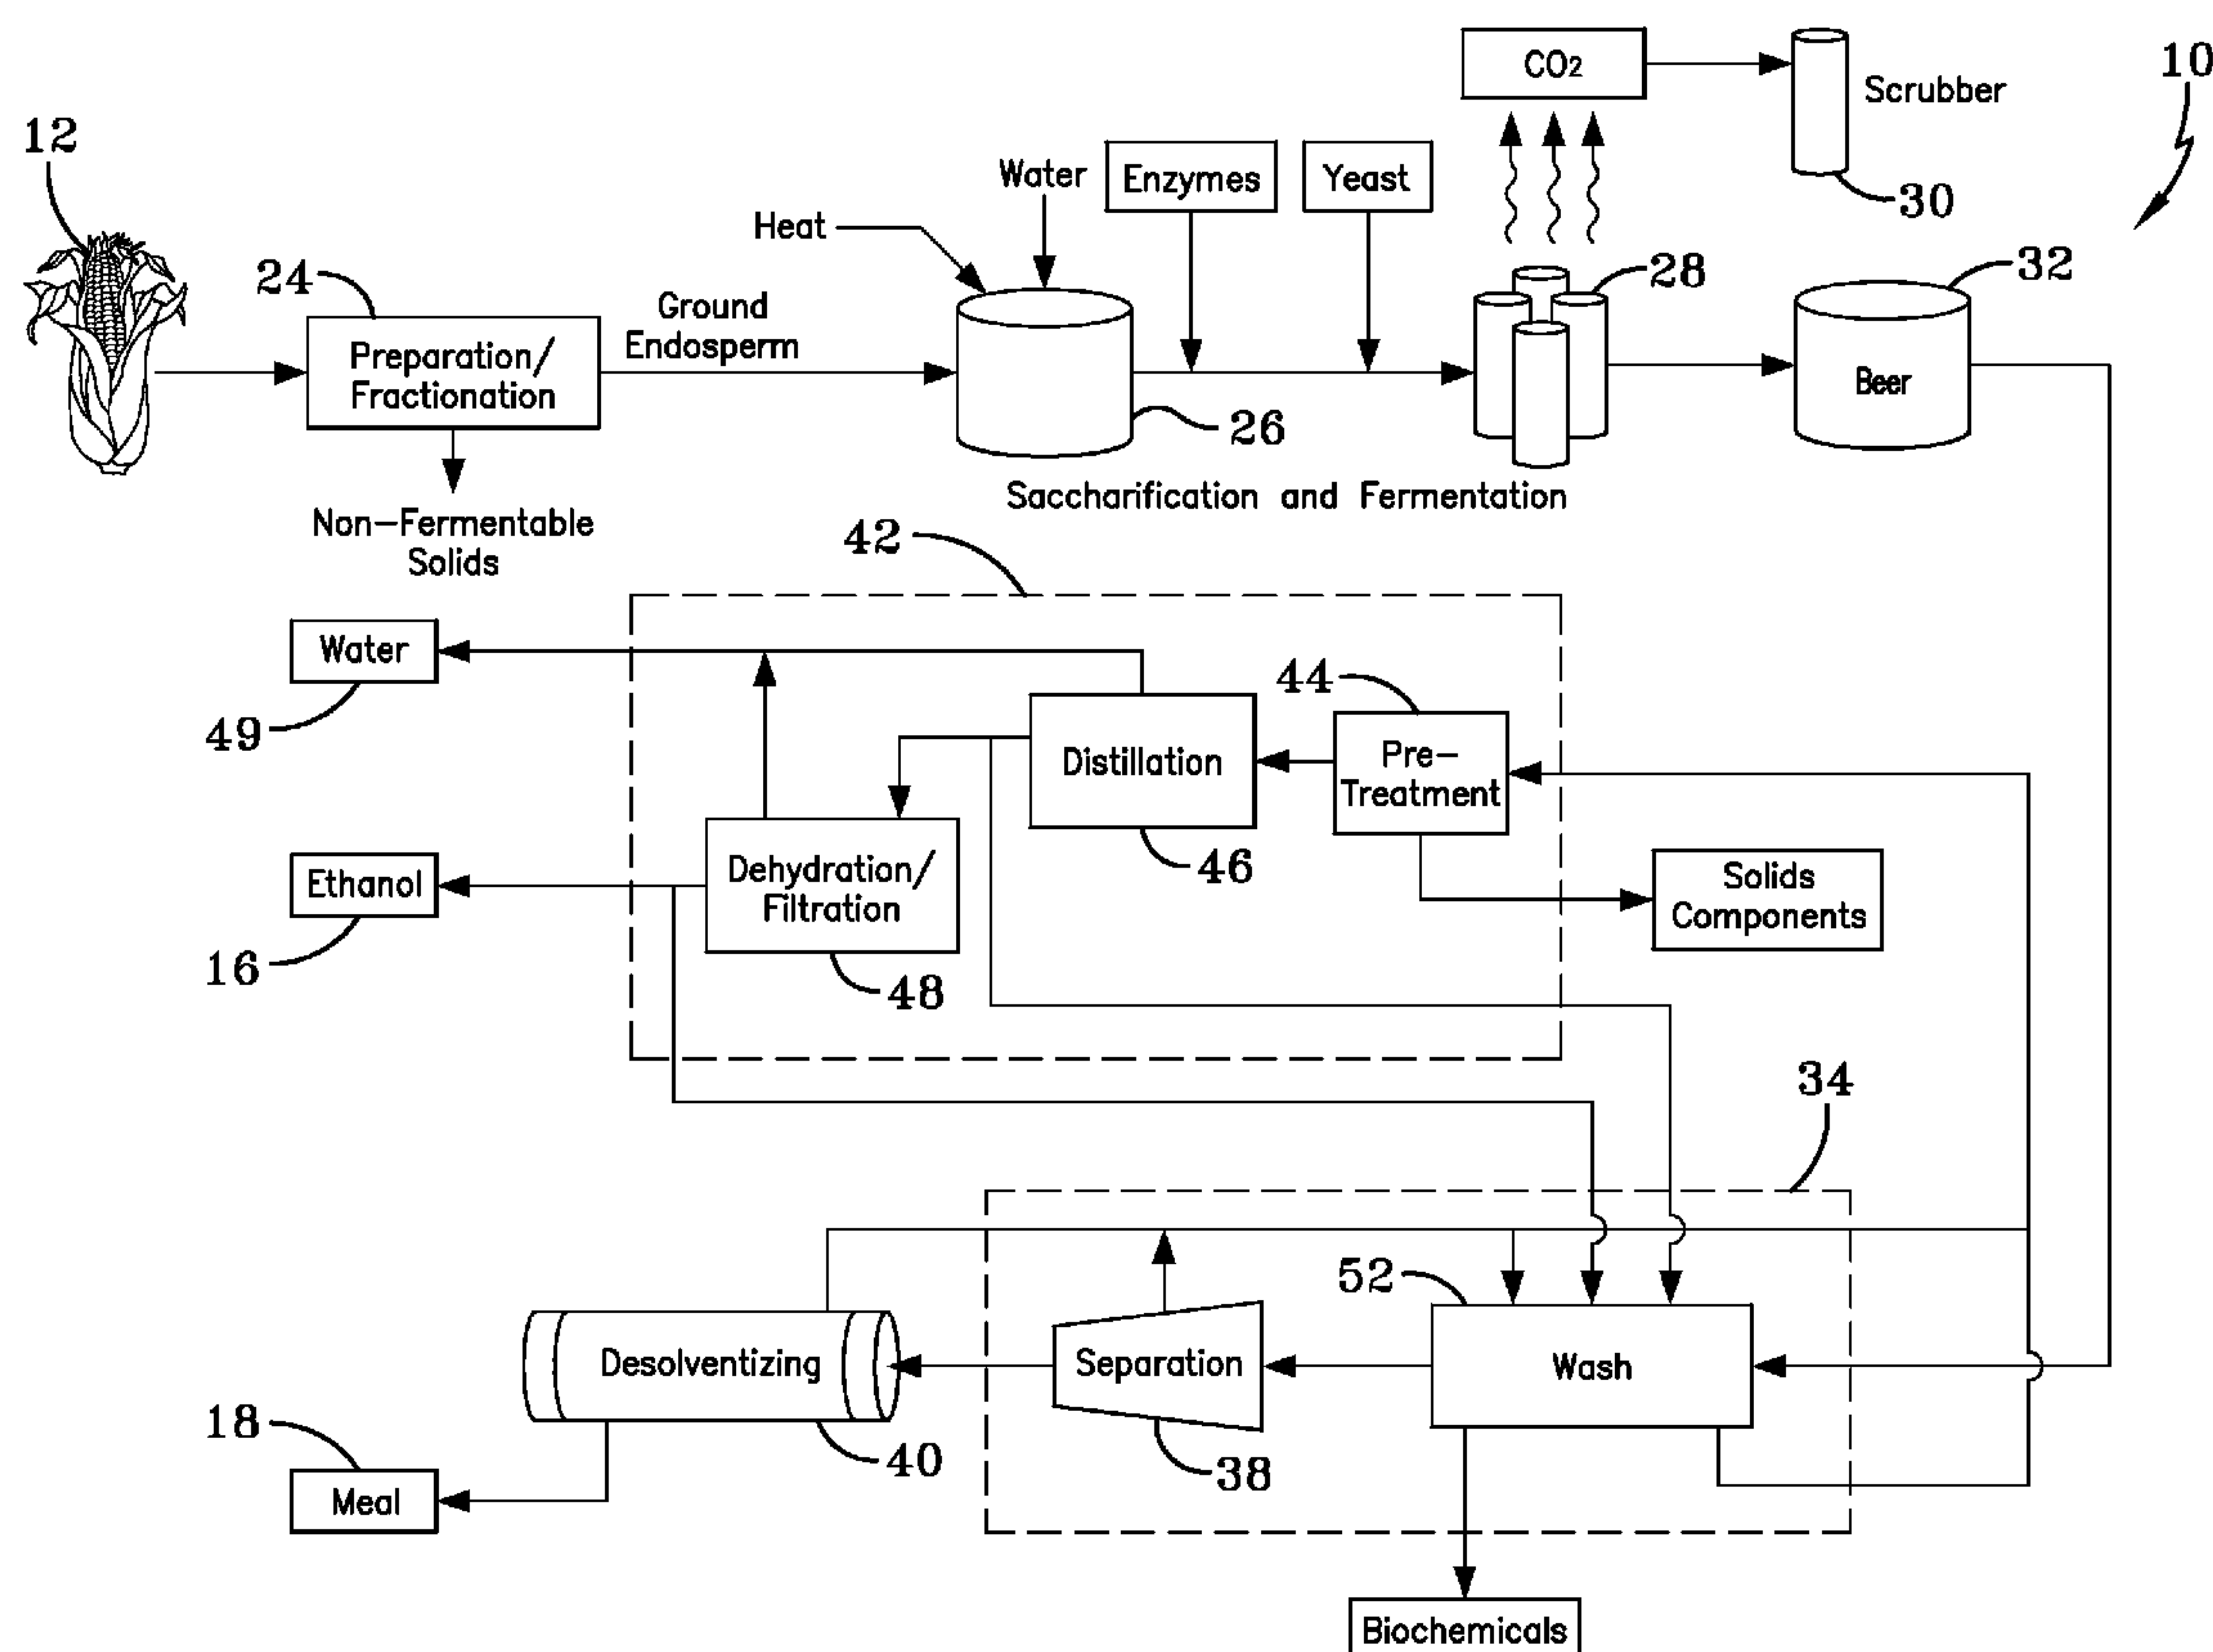 10
12
CO2
Scrubber
30
Water
Enzymes
Yeast
Heat
24
Ground
Endosperm
28
32
Preparation/
Fractionation
Beer
26
Saccharification and Fermentation
Non-Fermentable
Solids
42
Water
49
44
Distillation
Pre-
Treatment
46
Ethanol
16
Dehydration/
Filtration
48
Solids
Components
34
52
Desolventizing
Separation
Wash
18
40
38
Meal
Biochemicals